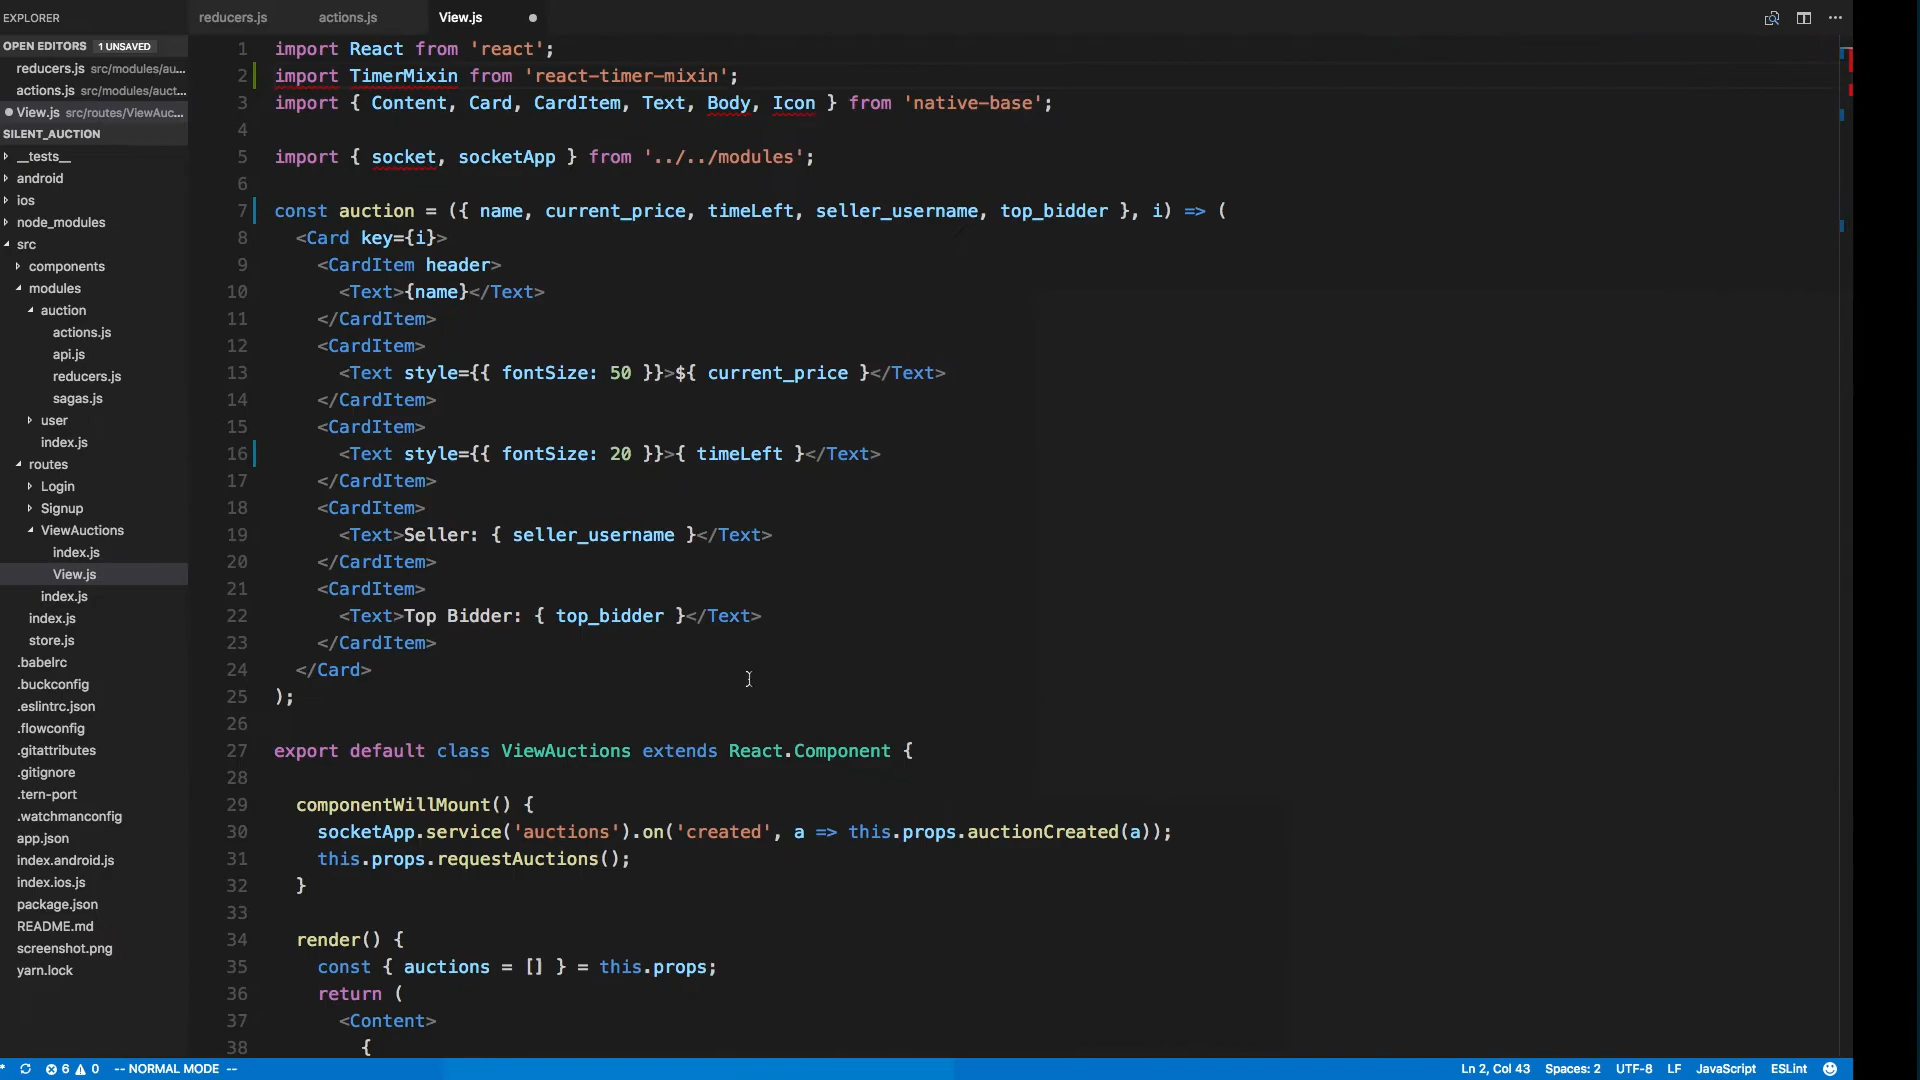 EXPLORER
OPEN EDITORS 1 UNSAVED
reducers.js src/modules/au...
actions.js src/modules/auct...
View.js src/routes/ViewAuc...
SILENT_AUCTION
__tests__
android
ios
node_modules
src
components
modules
auction
actions.js
api.js
reducers.js
sagas.js
user
index.js
routes
Login
Signup
ViewAuctions
index.js
View.js
index.js
index.js
store.js
.babelrc
.buckconfig
.eslintrc.json
.flowconfig
.gitattributes
.gitignore
.tern-port
.watchmanconfig
app.json
index.android.js
index.ios.js
package.json
README.md
screenshot.png
yarn.lock
reducers.js actions.js View.js
1 import React from 'react';
2 import TimerMixin from 'react-timer-mixin';
3 import { Content, Card, CardItem, Text, Body, Icon } from 'native-base';
4
5 import { socket, socketApp } from '../../modules';
6
7 const auction = ({ name, current_price, timeLeft, seller_username, top_bidder }, i) => (
8 <Card key={i}>
9 <CardItem header>
10 <Text>{name}</Text>
11 </CardItem>
12 <CardItem>
13 <Text style={{ fontSize: 50 }}>${ current_price }</Text>
14 </CardItem>
15 <CardItem>
16 <Text style={{ fontSize: 20 }}>{ timeLeft }</Text>
17 </CardItem>
18 <CardItem>
19 <Text>Seller: { seller_username }</Text>
20 </CardItem>
21 <CardItem>
22 <Text>Top Bidder: { top_bidder }</Text>
23 </CardItem>
24 </Card>
25 );
26
27 export default class ViewAuctions extends React.Component {
28
29 componentWillMount() {
30 socketApp.service('auctions').on('created', a => this.props.auctionCreated(a));
31 this.props.requestAuctions();
32 }
33
34 render() {
35 const { auctions = [] } = this.props;
36 return (
37 <Content>
38 {
6 0 -- NORMAL MODE -- Ln 2, Col 43 Spaces: 2 UTF-8 LF JavaScript ESLint